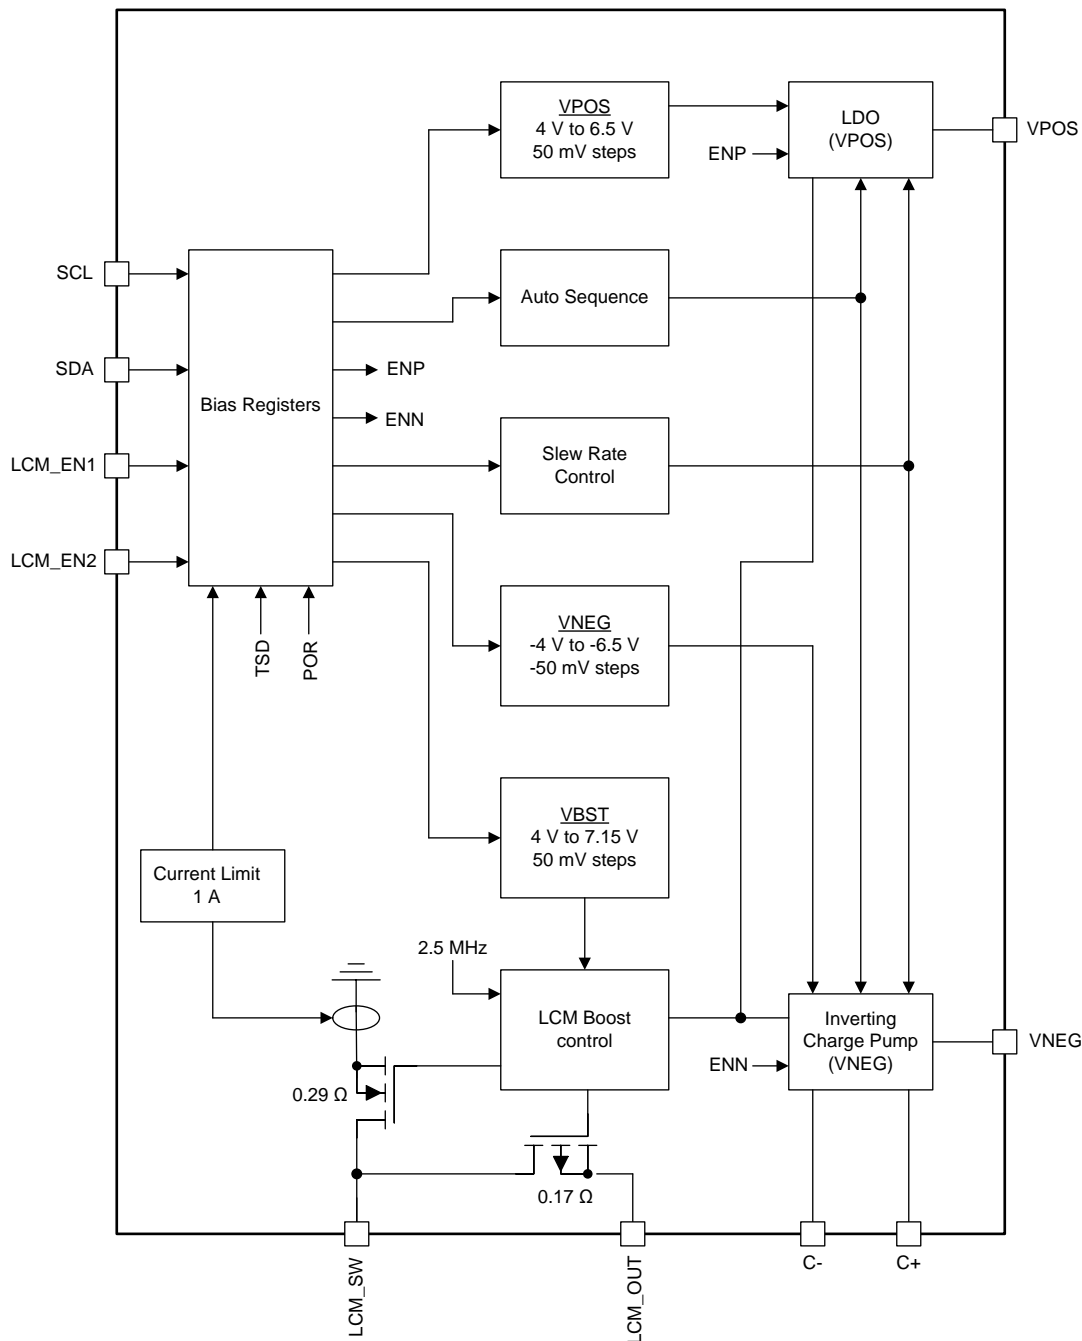 VPOS
4 V to 6.5 V
50 mV steps
LDO
(VPOS)
VPOS
ENP
SCL
Auto Sequence
SDA
ENP
Bias Registers
ENN
LCM_EN1
Slew Rate
Control
LCM_EN2
VNEG
-4 V to -6.5 V
-50 mV steps
TSD
POR
VBST
4 V to 7.15 V
50 mV steps
Current Limit
1 A
2.5 MHz
LCM Boost
control
Inverting
Charge Pump
(VNEG)
VNEG
ENN
0.29 Ω
0.17 Ω
LCM_SW
LCM_OUT
C-
C+